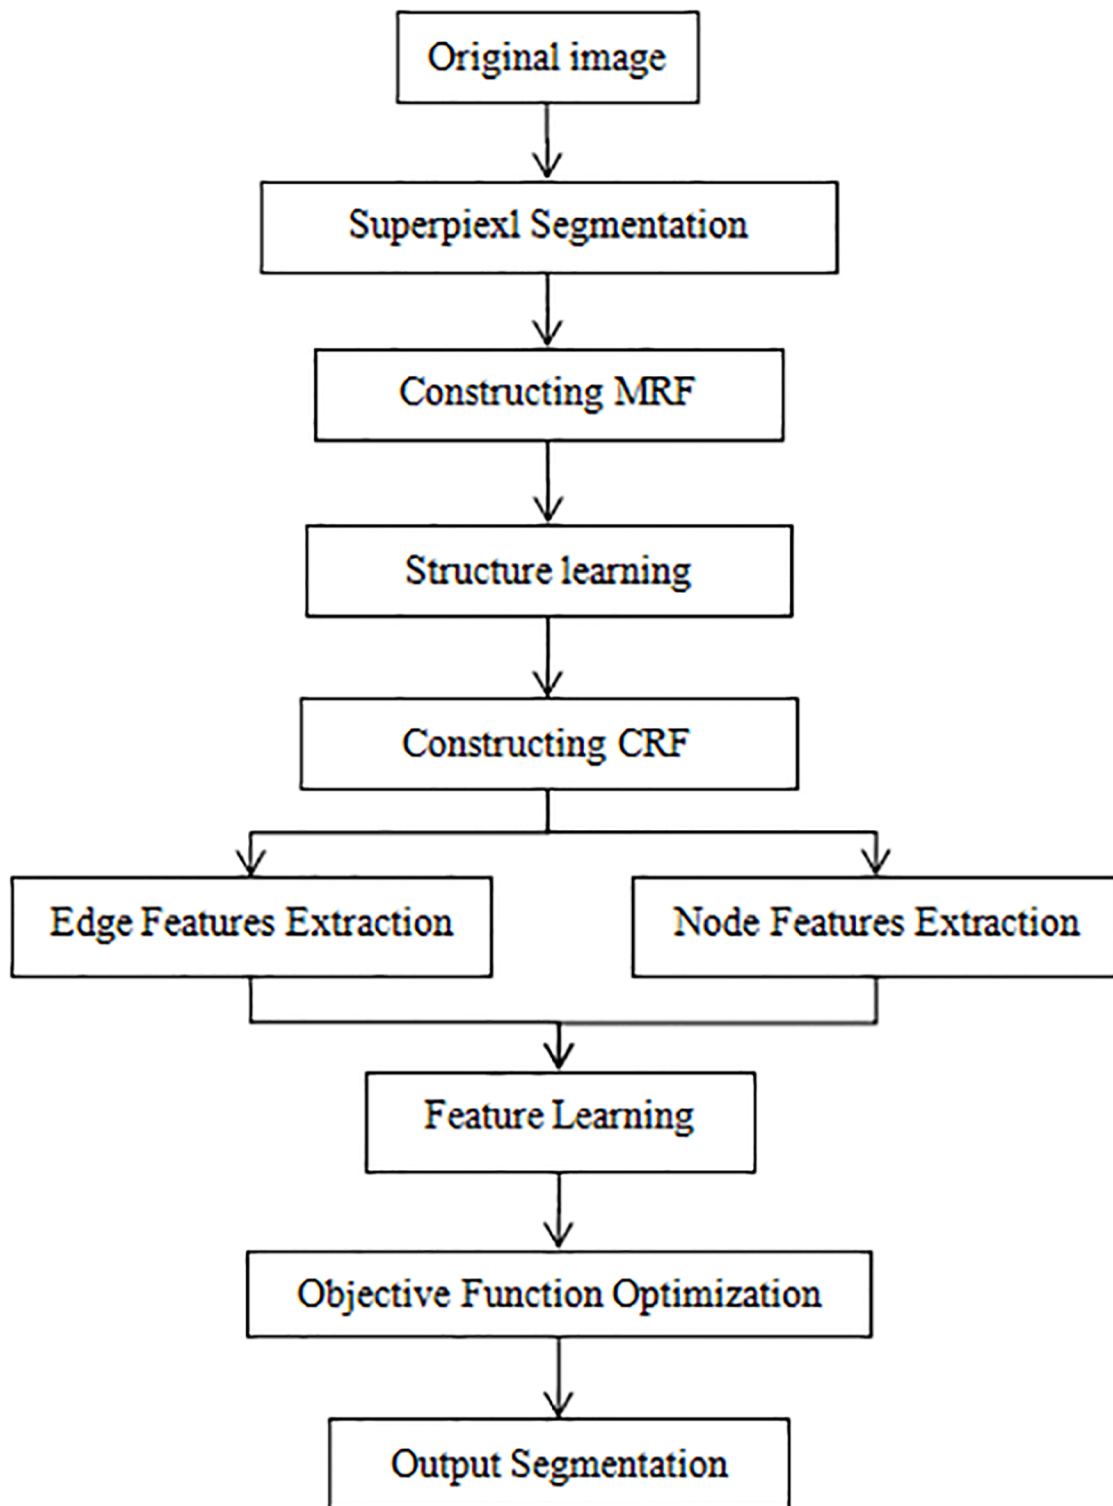 Original image
Superpiexl Segmentation
Constructing MRF
Structure learning
Constructing CRF
Edge Features Extraction
Node Features Extraction
Feature Learning
Objective Function Optimization
Output Segmentation